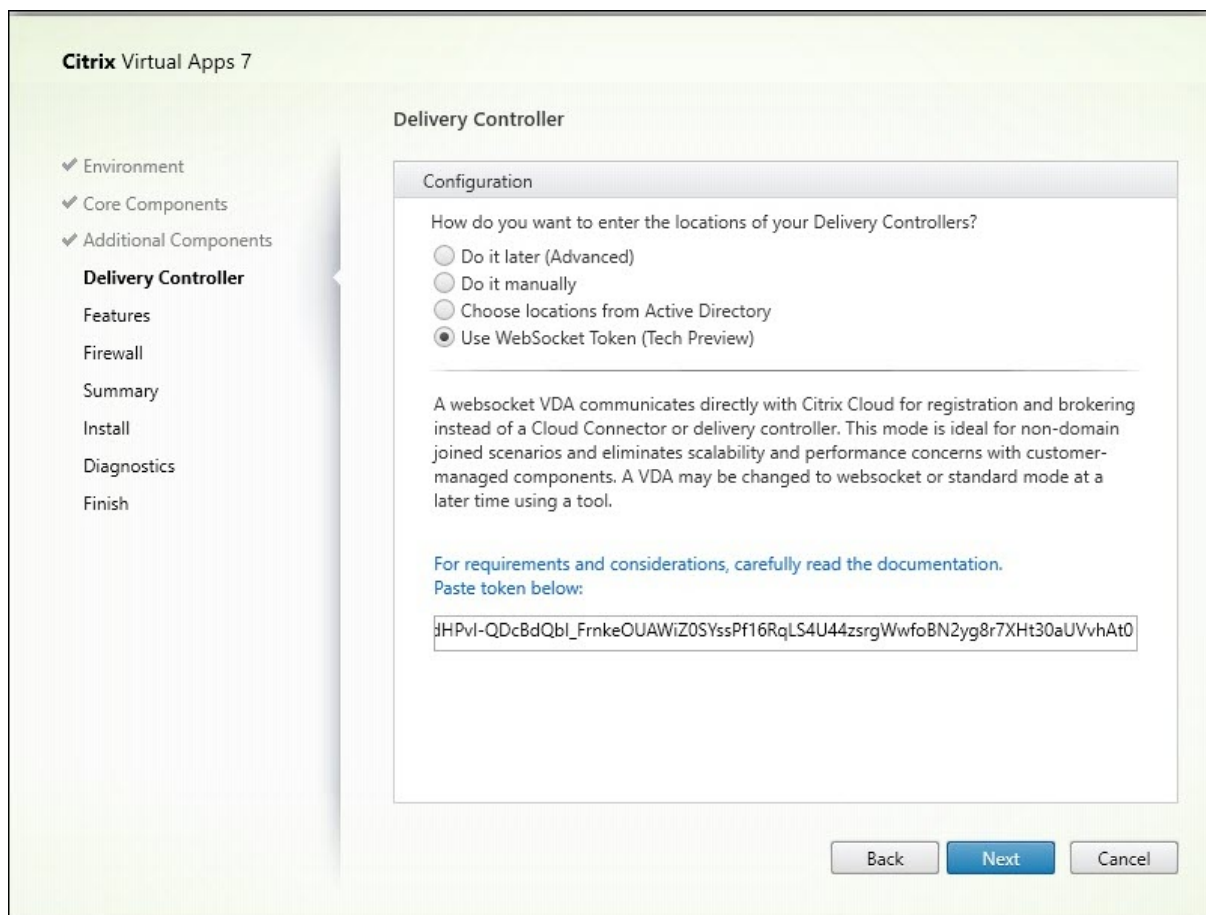 Citrix Virtual Apps 7
Delivery Controller
Environment
Core Components
Additional Components
Delivery Controller
Features
Firewall
Summary
Install
Diagnostics
Finish
Configuration
How do you want to enter the locations of your Delivery Controllers?
Do it later (Advanced)
Do it manually
Choose locations from Active Directory
Use WebSocket Token (Tech Preview)
A websocket VDA communicates directly with Citrix Cloud for registration and brokering
instead of a Cloud Connector or delivery controller. This mode is ideal for non-domain
joined scenarios and eliminates scalability and performance concerns with customer-
managed components. A VDA may be changed to websocket or standard mode at a
later time using a tool.
For requirements and considerations, carefully read the documentation.
Paste token below:
Back
Next
Cancel